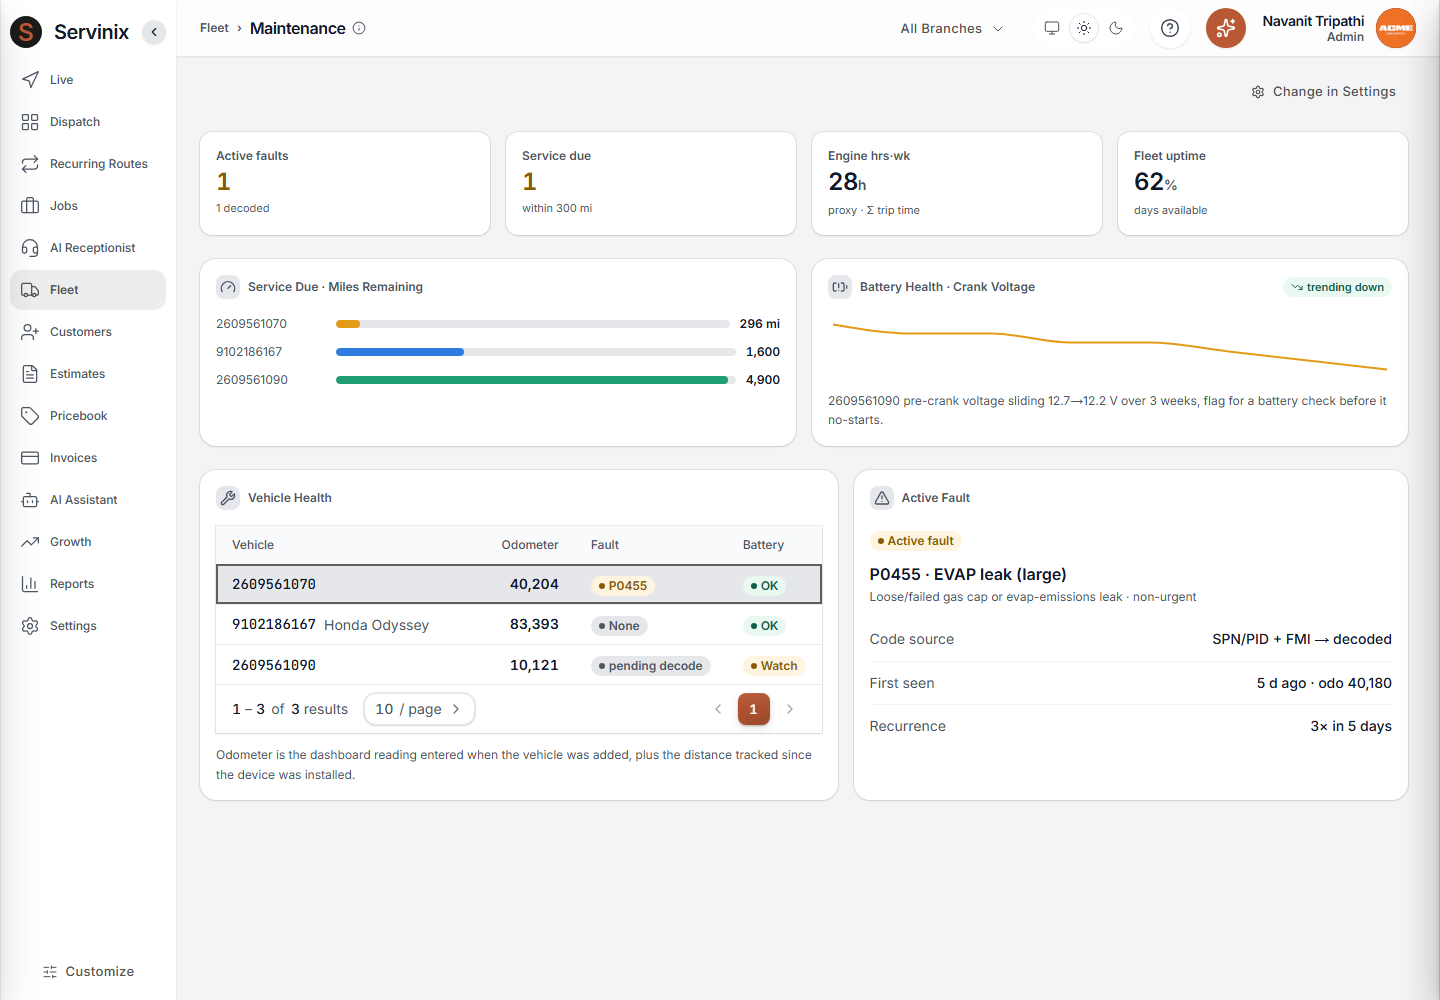 S Servinix
Live
Dispatch
Recurring Routes
Jobs
AI Receptionist
Fleet
Customers
Estimates
Pricebook
Invoices
AI Assistant
Growth
Reports
Settings
Customize
Fleet › Maintenance
All Branches
Navanit Tripathi
Admin
ACME
Change in Settings
Active faults
1
1 decoded
Service due
1
within 300 mi
Engine hrs·wk
28h
proxy · Σ trip time
Fleet uptime
62%
days available
Service Due · Miles Remaining
2609561070 296 mi
9102186167 1,600
2609561090 4,900
Battery Health · Crank Voltage
trending down
2609561090 pre-crank voltage sliding 12.7→12.2 V over 3 weeks, flag for a battery check before it
no-starts.
Vehicle Health
Vehicle Odometer Fault Battery
2609561070 40,204 P0455 OK
9102186167 Honda Odyssey 83,393 None OK
2609561090 10,121 pending decode Watch
1 – 3 of 3 results 10 / page 1
Odometer is the dashboard reading entered when the vehicle was added, plus the distance tracked since
the device was installed.
Active Fault
Active fault
P0455 · EVAP leak (large)
Loose/failed gas cap or evap-emissions leak · non-urgent
Code source SPN/PID + FMI → decoded
First seen 5 d ago · odo 40,180
Recurrence 3× in 5 days